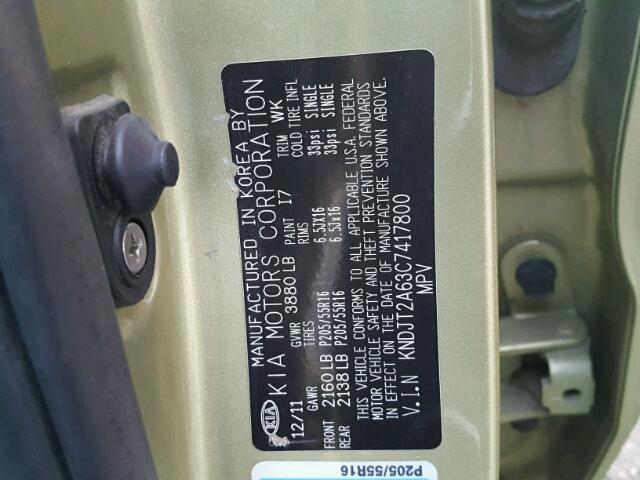 MANUFACTURED IN KOREA BY
KIA KIA MOTORS CORPORATION
12/11 GVWR 3880 LB PAINT I7 TRIM WK
GAWR TIRES RIMS COLD TIRE INFL
FRONT 2160 LB P205/55R16 6.5JX16 33psi SINGLE
REAR 2138 LB P205/55R16 6.5JX16 33psi SINGLE
THIS VEHICLE CONFORMS TO ALL APPLICABLE U.S.A. FEDERAL
MOTOR VEHICLE SAFETY AND THEFT PREVENTION STANDARDS
IN EFFECT ON THE DATE OF MANUFACTURE SHOWN ABOVE.
V.I.N KNDJT2A63C7417800
MPV
P205/55R16